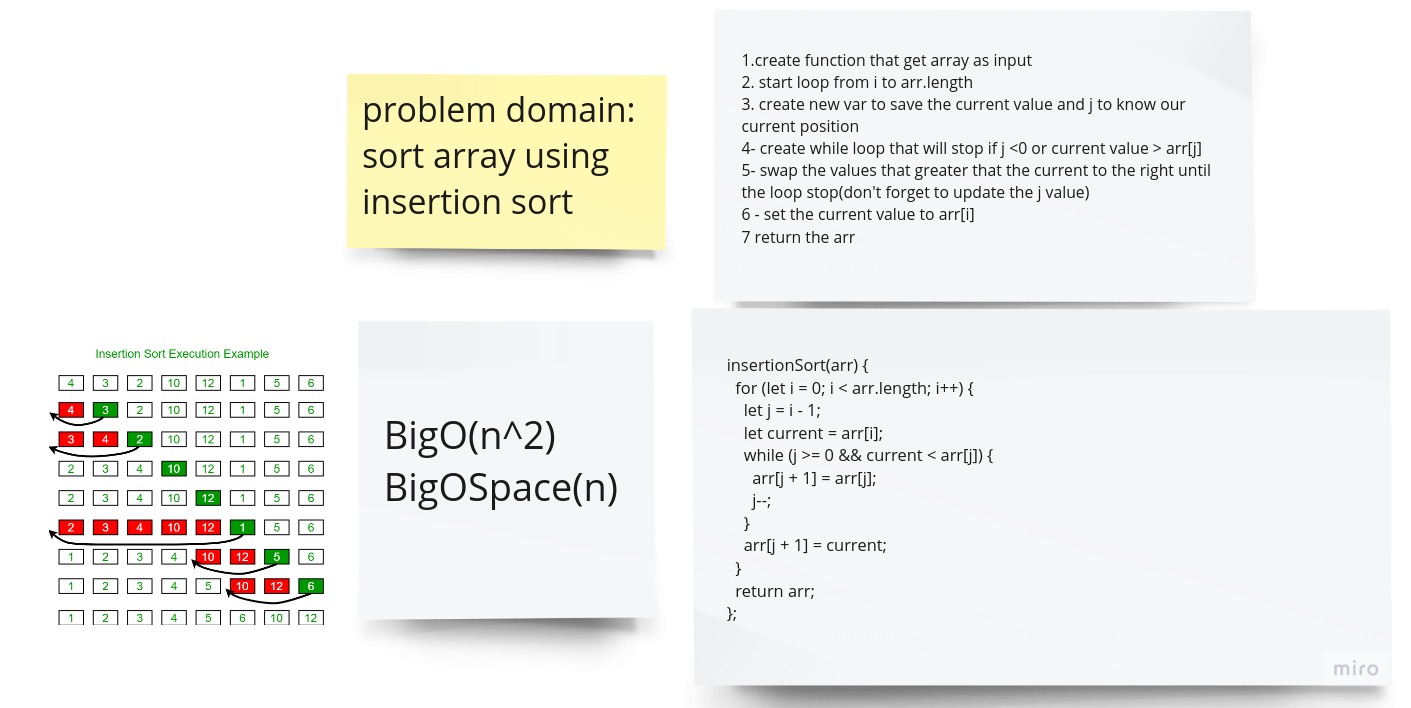 problem domain:
sort array using
insertion sort
1.create function that get array as input
2. start loop from i to arr.length
3. create new var to save the current value and j to know our
current position
4- create while loop that will stop if j <0 or current value > arr[j]
5- swap the values that greater that the current to the right until
the loop stop(don't forget to update the j value)
6 - set the current value to arr[i]
7 return the arr
Insertion Sort Execution Example
4 3 2 10 12 1 5 6
4 3 2 10 12 1 5 6
3 4 2 10 12 1 5 6
2 3 4 10 12 1 5 6
2 3 4 10 12 1 5 6
2 3 4 10 12 1 5 6
1 2 3 4 10 12 5 6
1 2 3 4 5 10 12 6
1 2 3 4 5 6 10 12
BigO(n^2)
BigOSpace(n)
insertionSort(arr) {
for (let i = 0; i < arr.length; i++) {
let j = i - 1;
let current = arr[i];
while (j >= 0 && current < arr[j]) {
arr[j + 1] = arr[j];
j--;
}
arr[j + 1] = current;
}
return arr;
};
miro